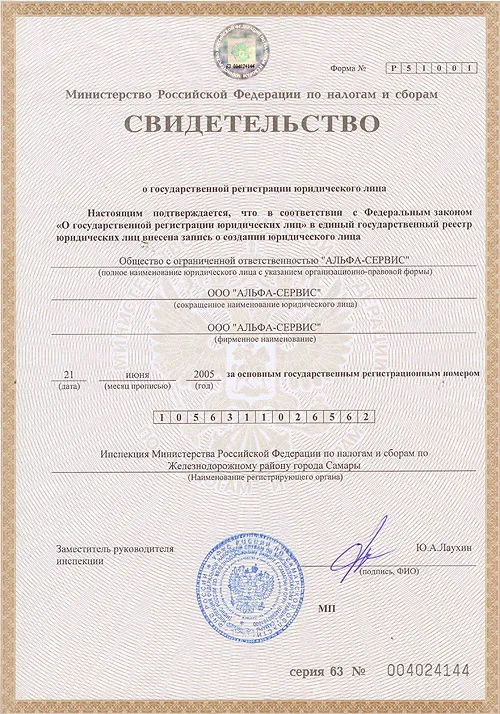 63 004024144
Форма № Р 5 1 0 0 1
Министерство Российской Федерации по налогам и сборам
СВИДЕТЕЛЬСТВО
о государственной регистрации юридического лица
Настоящим подтверждается, что в соответствии с Федеральным законом
«О государственной регистрации юридических лиц» в единый государственный реестр
юридических лиц внесена запись о создании юридического лица
Общество с ограниченной ответственностью "АЛЬФА-СЕРВИС"
(полное наименование юридического лица с указанием организационно-правовой формы)
ООО "АЛЬФА-СЕРВИС"
(сокращенное наименование юридического лица)
ООО "АЛЬФА-СЕРВИС"
(фирменное наименование)
21 июня 2005 за основным государственным регистрационным номером
(дата) (месяц прописью) (год)
1 0 5 6 3 1 1 0 2 6 5 6 2
Инспекция Министерства Российской Федерации по налогам и сборам по
Железнодорожному району города Самары
(Наименование регистрирующего органа)
Заместитель руководителя
инспекции
Ю.А.Лаухин
(подпись, ФИО)
МП
серия 63 № 004024144